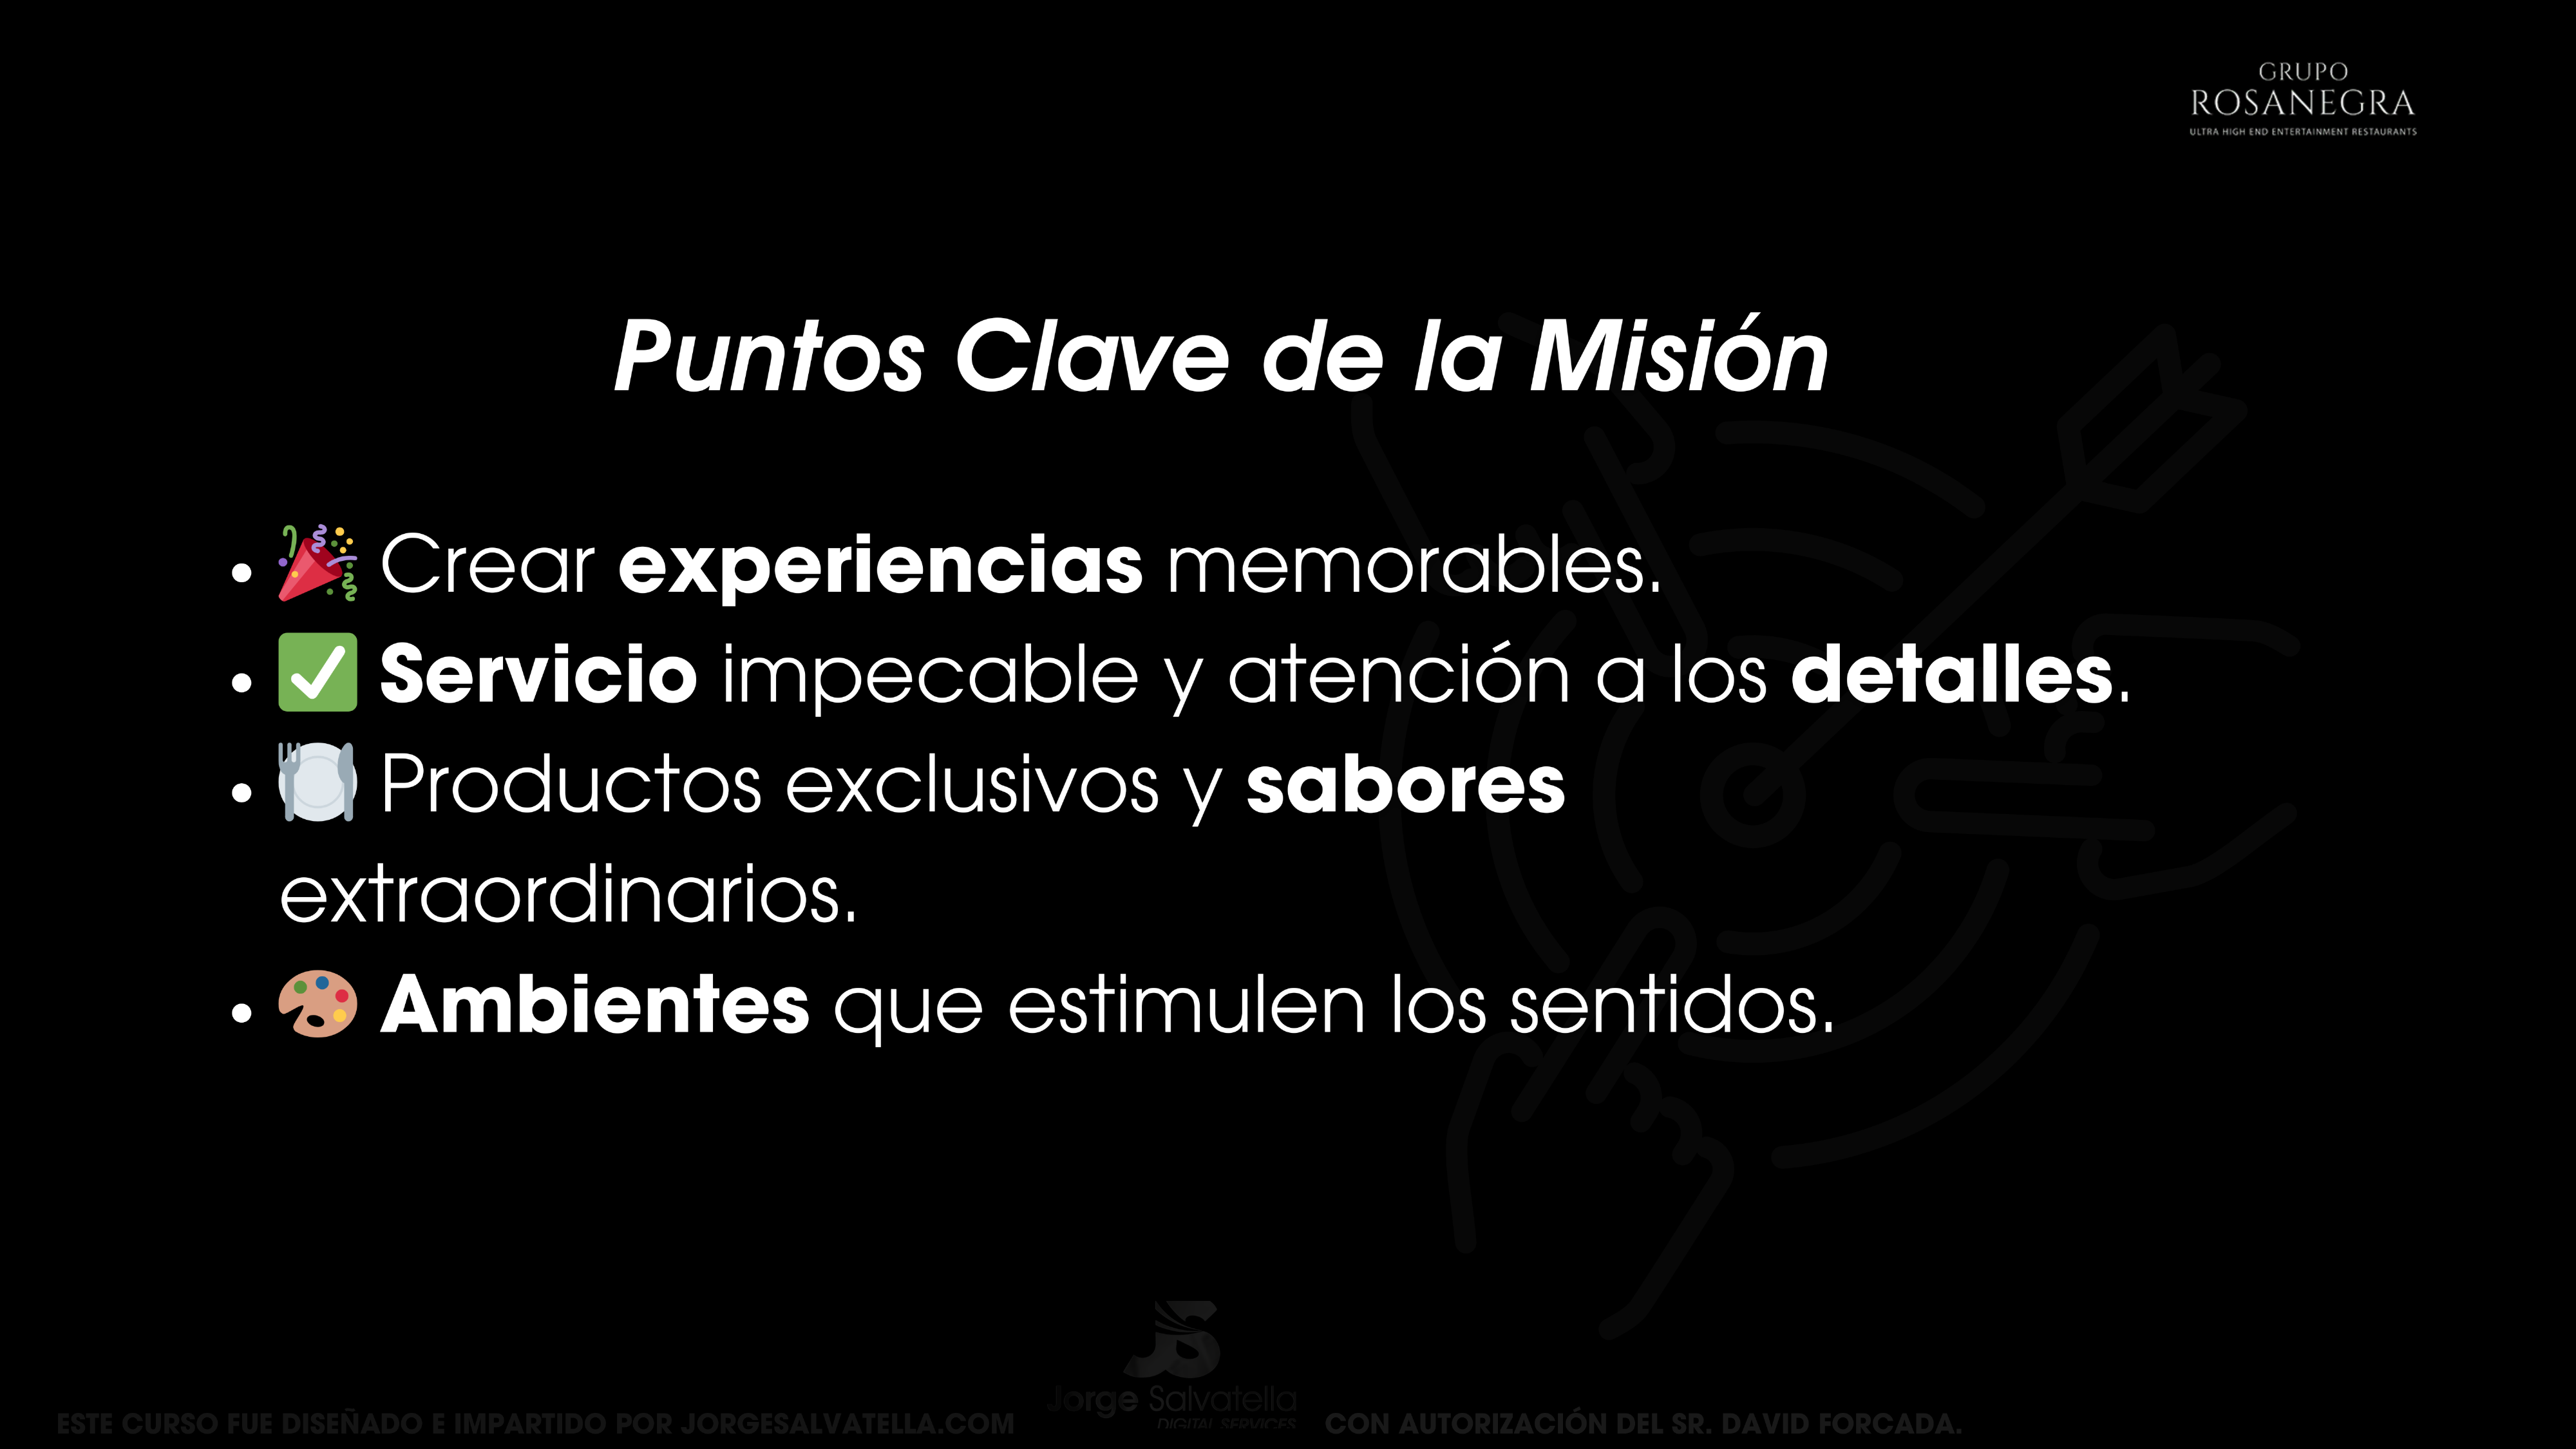 GRUPO
ROSANEGRA
ULTRA HIGH END ENTERTAINMENT RESTAURANTS
Puntos Clave de la Misión
• 🎉 Crear experiencias memorables.
• ✅ Servicio impecable y atención a los detalles.
• 🍽️ Productos exclusivos y sabores
extraordinarios.
• 🎨 Ambientes que estimulen los sentidos.
JS
Jorge Salvatella
DIGITAL SERVICES
ESTE CURSO FUE DISEÑADO E IMPARTIDO POR JORGESALVATELLA.COM CON AUTORIZACIÓN DEL SR. DAVID FORCADA.